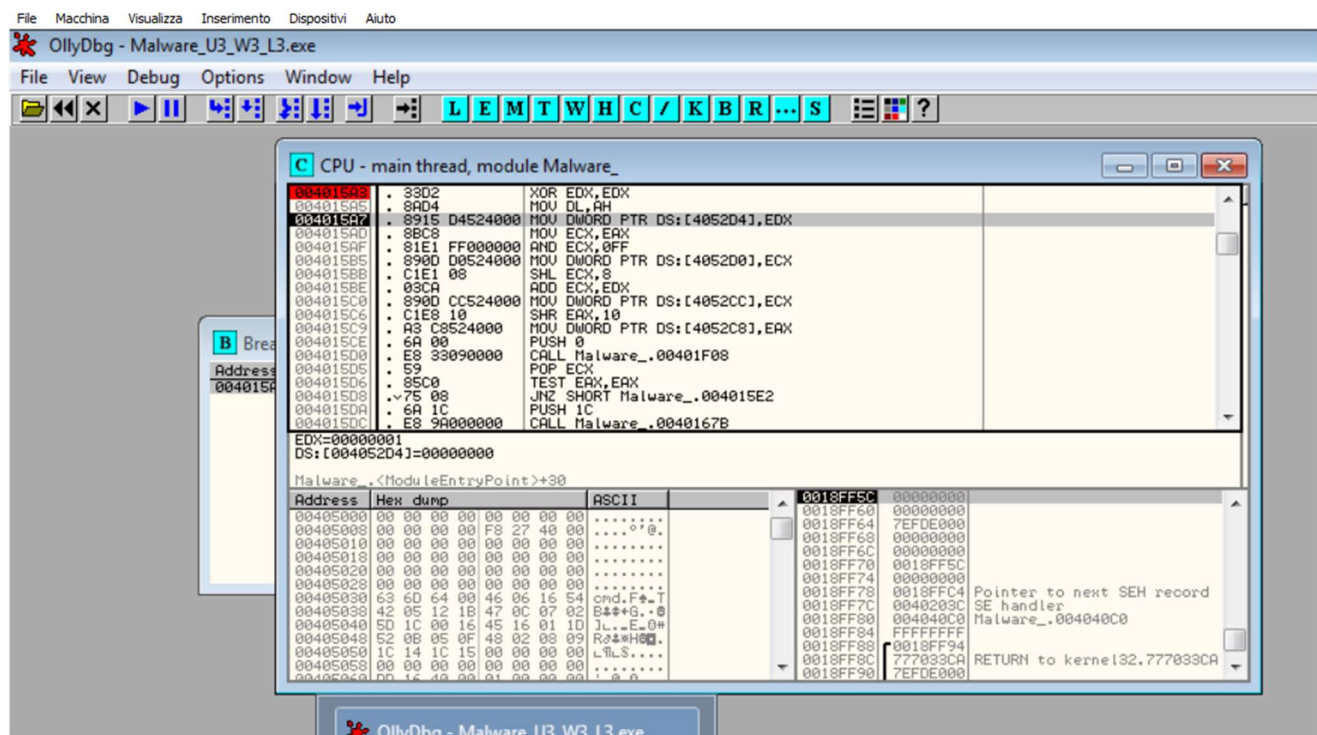 File Macchina Visualizza Inserimento Dispositivi Aiuto
OllyDbg - Malware_U3_W3_L3.exe
File View Debug Options Window Help
L E M T W H C / K B R ... S ?
C CPU - main thread, module Malware_
004015A3 . 33D2 XOR EDX,EDX
004015A5 . 8AD4 MOV DL,AH
004015A7 . 8915 D4524000 MOV DWORD PTR DS:[4052D4],EDX
004015AD . 8BC8 MOV ECX,EAX
004015AF . 81E1 FF000000 AND ECX,0FF
004015B5 . 890D D0524000 MOV DWORD PTR DS:[4052D0],ECX
004015BB . C1E1 08 SHL ECX,8
004015BE . 03CA ADD ECX,EDX
004015C0 . 890D CC524000 MOV DWORD PTR DS:[4052CC],ECX
004015C6 . C1E8 10 SHR EAX,10
004015C9 . A3 C8524000 MOV DWORD PTR DS:[4052C8],EAX
004015CE . 6A 00 PUSH 0
004015D0 . E8 33090000 CALL Malware_.00401F08
004015D5 . 59 POP ECX
004015D6 . 85C0 TEST EAX,EAX
004015D8 .v75 08 JNZ SHORT Malware_.004015E2
004015DA . 6A 1C PUSH 1C
004015DC . E8 9A000000 CALL Malware_.0040167B
B Brea
Address
004015A
EDX=00000001
DS:[004052D4]=00000000
Malware_.<ModuleEntryPoint>+30
Address Hex dump ASCII
00405000 00 00 00 00 00 00 00 00 ........
00405008 00 00 00 00 F8 27 40 00 ....°'@.
00405010 00 00 00 00 00 00 00 00 ........
00405018 00 00 00 00 00 00 00 00 ........
00405020 00 00 00 00 00 00 00 00 ........
00405028 00 00 00 00 00 00 00 00 ........
00405030 63 6D 64 00 46 06 16 54 cmd.F♠▬T
00405038 42 05 12 1B 47 0C 07 02
00405040 5D 1C 00 16 45 16 01 1D
00405048 52 0B 05 0F 48 02 08 09
00405050 1C 14 1C 15 00 00 00 00 ∟¶∟§....
00405058 00 00 00 00 00 00 00 00 ........
00405060 DD 16 40 00 01 00 00 00
0018FF5C 00000000
0018FF60 00000000
0018FF64 7EFDE000
0018FF68 00000000
0018FF6C 00000000
0018FF70 0018FF5C
0018FF74 00000000
0018FF78 0018FFC4 Pointer to next SEH record
0018FF7C 0040203C SE handler
0018FF80 004040C0 Malware_.004040C0
0018FF84 FFFFFFFF
0018FF88 0018FF94
0018FF8C 777033CA RETURN to kernel32.777033CA
0018FF90 7EFDE000
OllyDbg - Malware_U3_W3_L3.exe